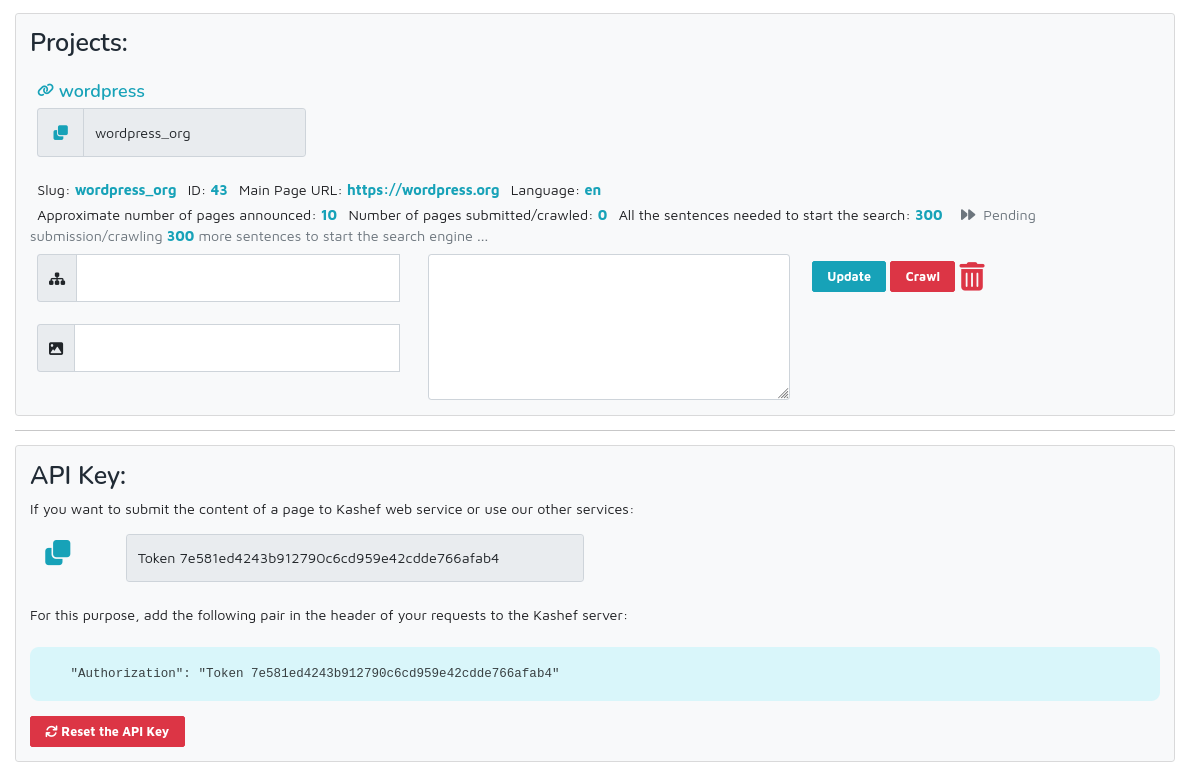 Projects:
wordpress
wordpress_org
Slug: wordpress_org ID: 43 Main Page URL: https://wordpress.org Language: en
Approximate number of pages announced: 10 Number of pages submitted/crawled: 0 All the sentences needed to start the search: 300 Pending
submission/crawling 300 more sentences to start the search engine ...
Update Crawl
API Key:
If you want to submit the content of a page to Kashef web service or use our other services:
Token 7e581ed4243b912790c6cd959e42cdde766afab4
For this purpose, add the following pair in the header of your requests to the Kashef server:
"Authorization": "Token 7e581ed4243b912790c6cd959e42cdde766afab4"
Reset the API Key